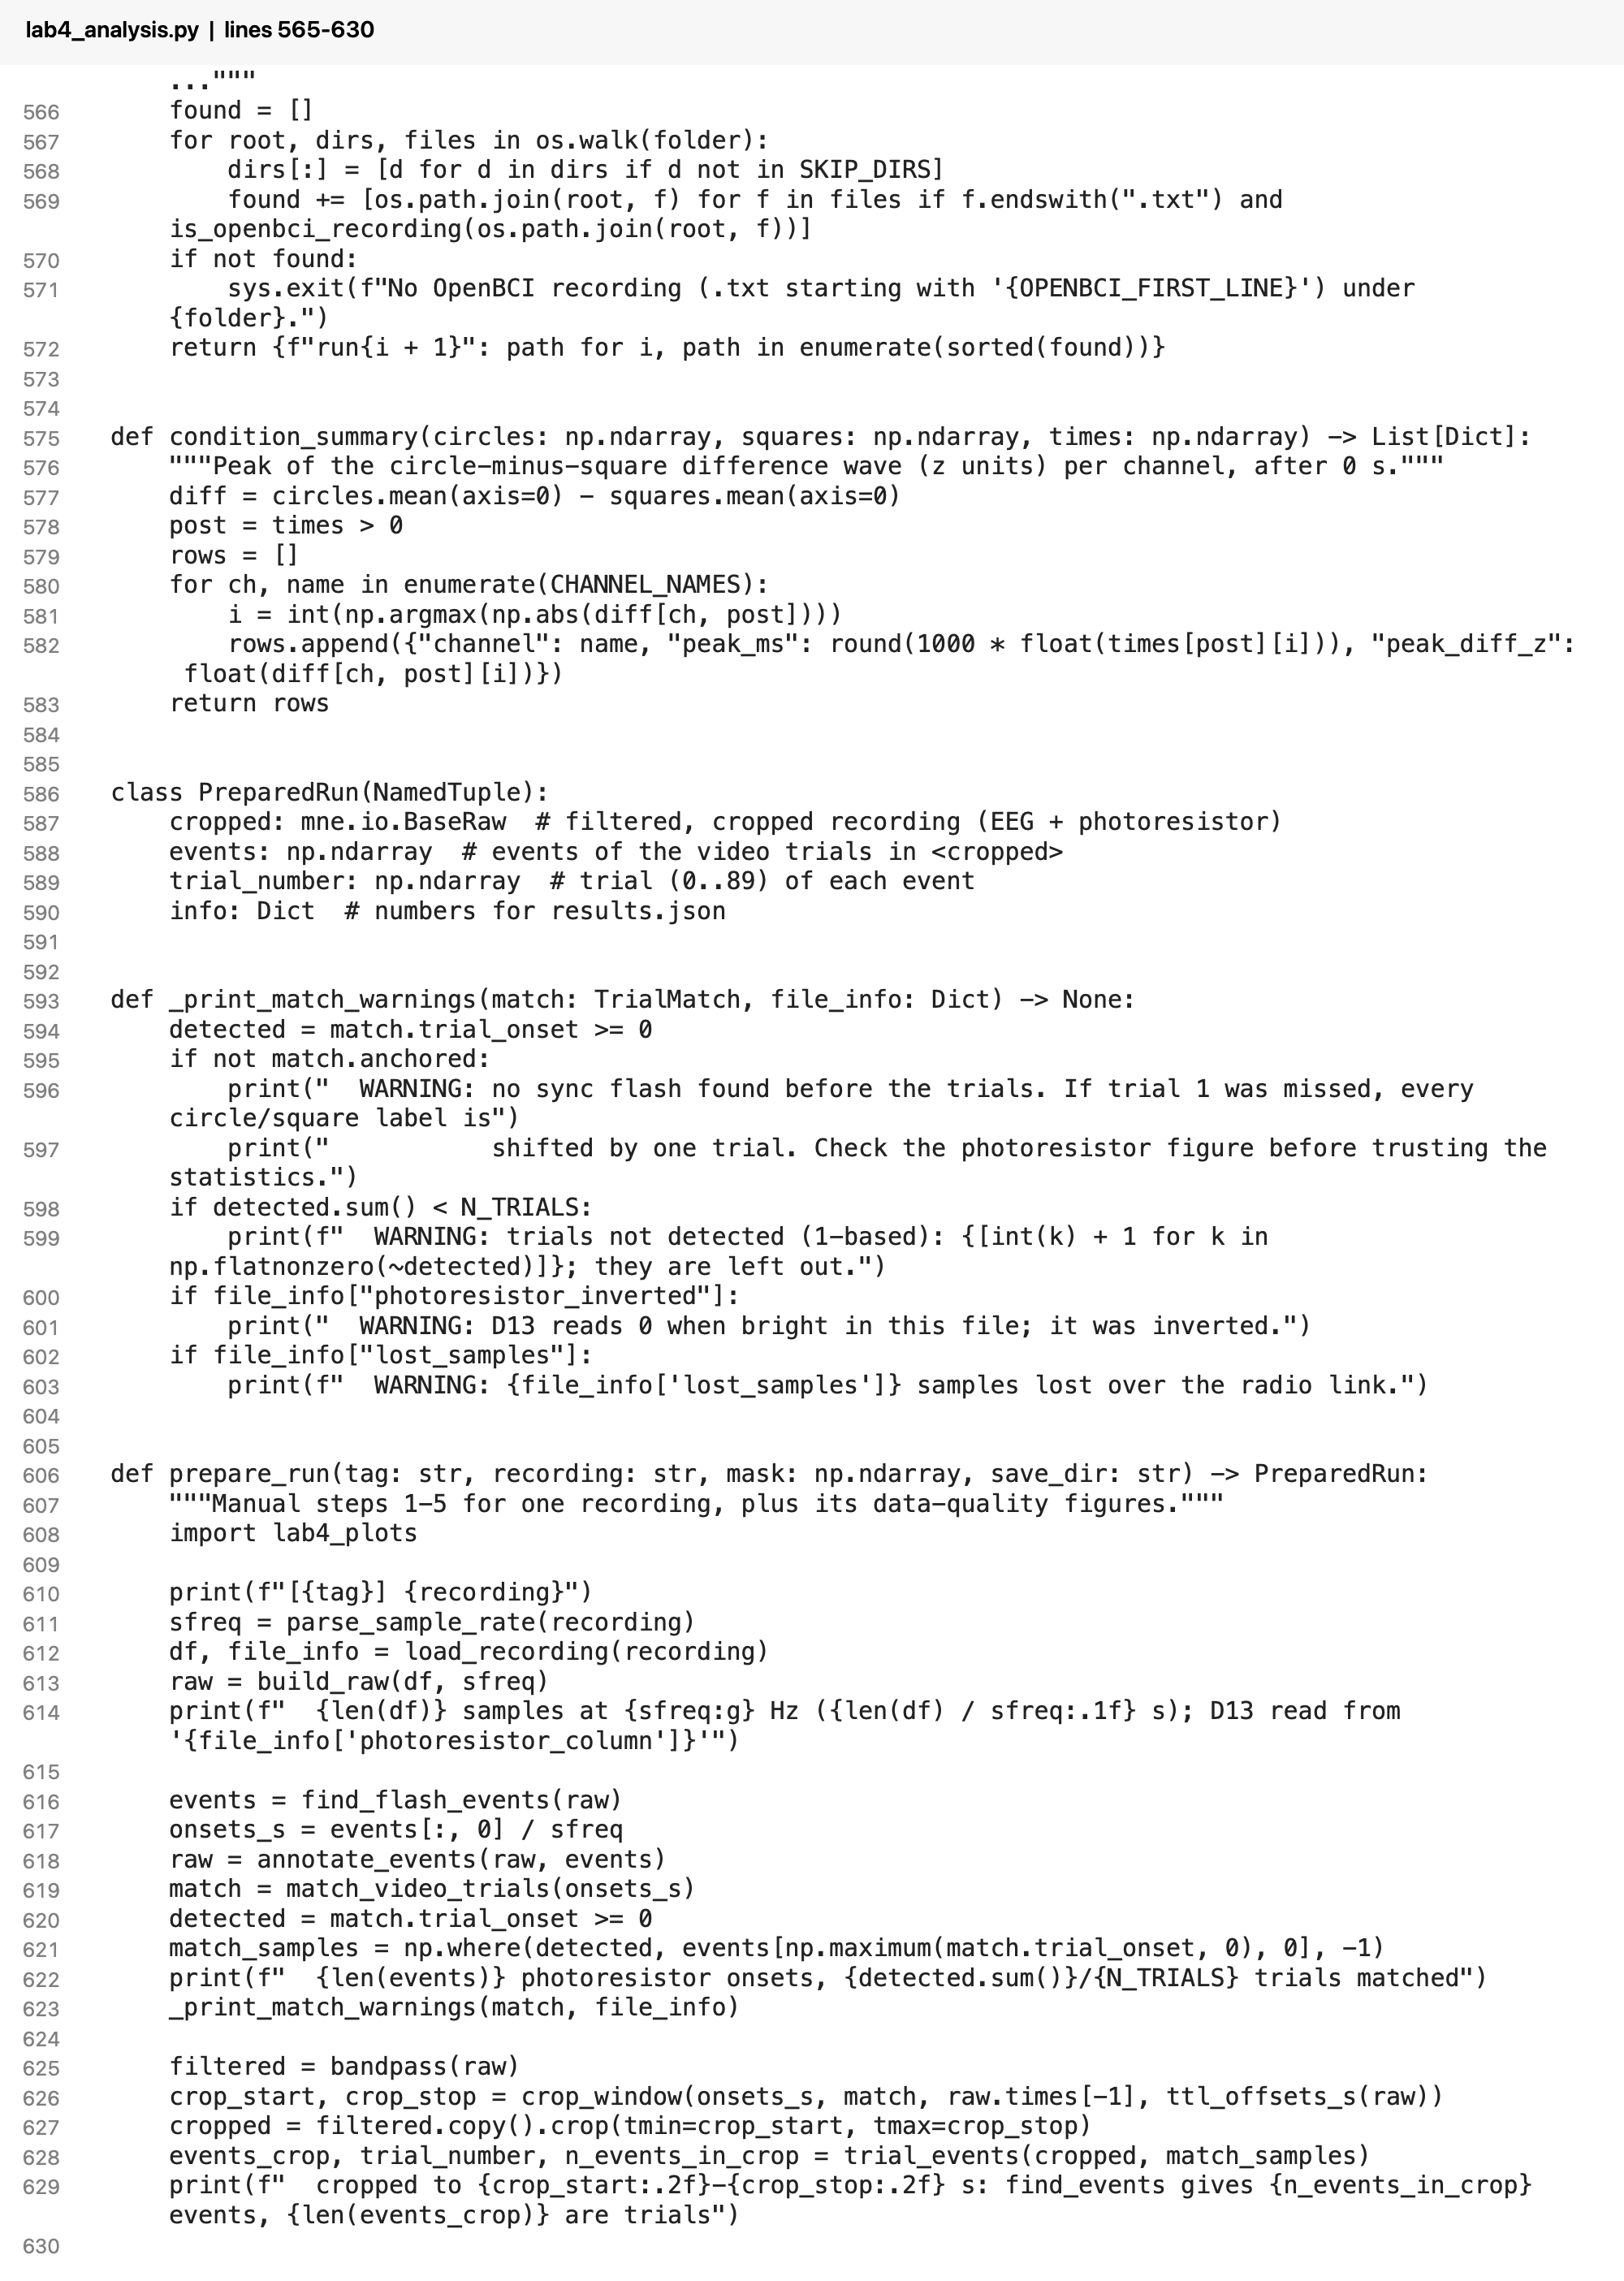 lab4_analysis.py | lines 565-630
    ..."""
566     found = []
567     for root, dirs, files in os.walk(folder):
568         dirs[:] = [d for d in dirs if d not in SKIP_DIRS]
569         found += [os.path.join(root, f) for f in files if f.endswith(".txt") and
    is_openbci_recording(os.path.join(root, f))]
570     if not found:
571         sys.exit(f"No OpenBCI recording (.txt starting with '{OPENBCI_FIRST_LINE}') under
    {folder}.")
572     return {f"run{i + 1}": path for i, path in enumerate(sorted(found))}
573
574
575 def condition_summary(circles: np.ndarray, squares: np.ndarray, times: np.ndarray) -> List[Dict]:
576     """Peak of the circle-minus-square difference wave (z units) per channel, after 0 s."""
577     diff = circles.mean(axis=0) - squares.mean(axis=0)
578     post = times > 0
579     rows = []
580     for ch, name in enumerate(CHANNEL_NAMES):
581         i = int(np.argmax(np.abs(diff[ch, post])))
582         rows.append({"channel": name, "peak_ms": round(1000 * float(times[post][i])), "peak_diff_z":
     float(diff[ch, post][i])})
583     return rows
584
585
586 class PreparedRun(NamedTuple):
587     cropped: mne.io.BaseRaw  # filtered, cropped recording (EEG + photoresistor)
588     events: np.ndarray  # events of the video trials in <cropped>
589     trial_number: np.ndarray  # trial (0..89) of each event
590     info: Dict  # numbers for results.json
591
592
593 def _print_match_warnings(match: TrialMatch, file_info: Dict) -> None:
594     detected = match.trial_onset >= 0
595     if not match.anchored:
596         print("  WARNING: no sync flash found before the trials. If trial 1 was missed, every
    circle/square label is")
597         print("           shifted by one trial. Check the photoresistor figure before trusting the
    statistics.")
598     if detected.sum() < N_TRIALS:
599         print(f"  WARNING: trials not detected (1-based): {[int(k) + 1 for k in
    np.flatnonzero(~detected)]}; they are left out.")
600     if file_info["photoresistor_inverted"]:
601         print("  WARNING: D13 reads 0 when bright in this file; it was inverted.")
602     if file_info["lost_samples"]:
603         print(f"  WARNING: {file_info['lost_samples']} samples lost over the radio link.")
604
605
606 def prepare_run(tag: str, recording: str, mask: np.ndarray, save_dir: str) -> PreparedRun:
607     """Manual steps 1-5 for one recording, plus its data-quality figures."""
608     import lab4_plots
609
610     print(f"[{tag}] {recording}")
611     sfreq = parse_sample_rate(recording)
612     df, file_info = load_recording(recording)
613     raw = build_raw(df, sfreq)
614     print(f"  {len(df)} samples at {sfreq:g} Hz ({len(df) / sfreq:.1f} s); D13 read from
    '{file_info['photoresistor_column']}'")
615
616     events = find_flash_events(raw)
617     onsets_s = events[:, 0] / sfreq
618     raw = annotate_events(raw, events)
619     match = match_video_trials(onsets_s)
620     detected = match.trial_onset >= 0
621     match_samples = np.where(detected, events[np.maximum(match.trial_onset, 0), 0], -1)
622     print(f"  {len(events)} photoresistor onsets, {detected.sum()}/{N_TRIALS} trials matched")
623     _print_match_warnings(match, file_info)
624
625     filtered = bandpass(raw)
626     crop_start, crop_stop = crop_window(onsets_s, match, raw.times[-1], ttl_offsets_s(raw))
627     cropped = filtered.copy().crop(tmin=crop_start, tmax=crop_stop)
628     events_crop, trial_number, n_events_in_crop = trial_events(cropped, match_samples)
629     print(f"  cropped to {crop_start:.2f}-{crop_stop:.2f} s: find_events gives {n_events_in_crop}
    events, {len(events_crop)} are trials")
630